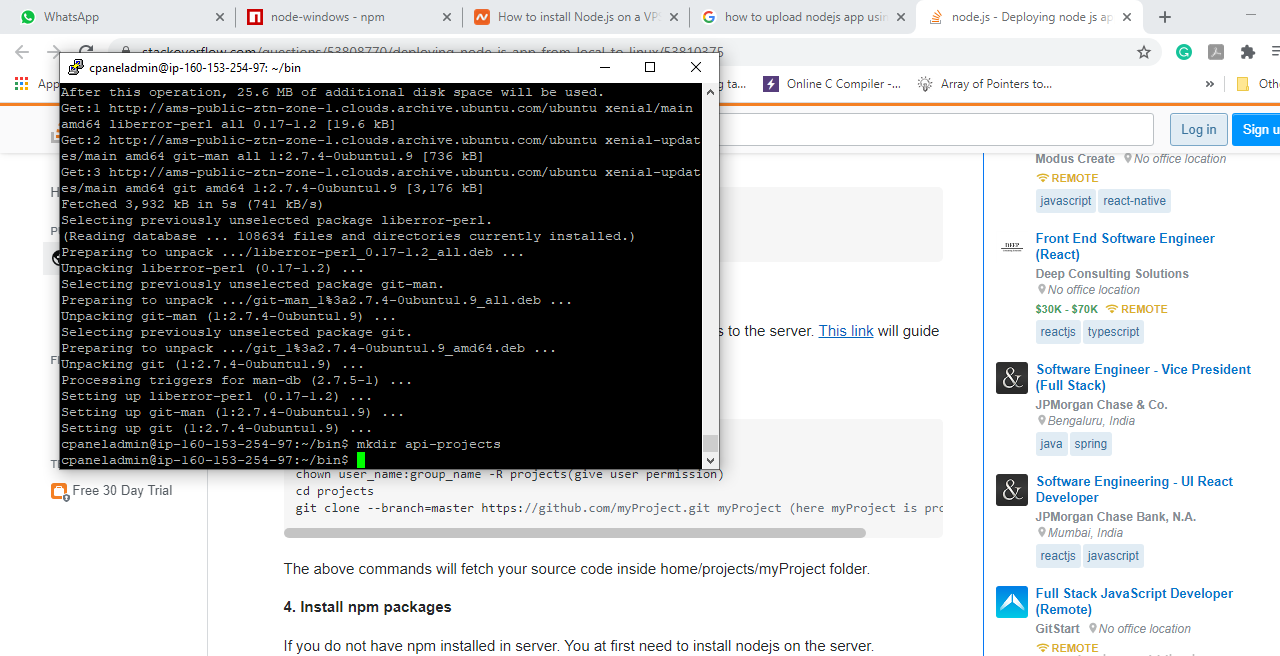 WhatsApp
node-windows - npm
How to install Node.js on a VPS
how to upload nodejs app usin
node.js - Deploying node js ap
stackoverflow.com/questions/53808770/deploying-node-js-app-from-local-to-linux/53810375
App
ng ta...
Online C Compiler -...
Array of Pointers to...
»
Oth
cpaneladmin@ip-160-153-254-97: ~/bin
After this operation, 25.6 MB of additional disk space will be used.
Get:1 http://ams-public-ztn-zone-1.clouds.archive.ubuntu.com/ubuntu xenial/main
amd64 liberror-perl all 0.17-1.2 [19.6 kB]
Get:2 http://ams-public-ztn-zone-1.clouds.archive.ubuntu.com/ubuntu xenial-updat
es/main amd64 git-man all 1:2.7.4-0ubuntu1.9 [736 kB]
Get:3 http://ams-public-ztn-zone-1.clouds.archive.ubuntu.com/ubuntu xenial-updat
es/main amd64 git amd64 1:2.7.4-0ubuntu1.9 [3,176 kB]
Fetched 3,932 kB in 5s (741 kB/s)
Selecting previously unselected package liberror-perl.
(Reading database ... 108634 files and directories currently installed.)
Preparing to unpack .../liberror-perl_0.17-1.2_all.deb ...
Unpacking liberror-perl (0.17-1.2) ...
Selecting previously unselected package git-man.
Preparing to unpack .../git-man_1%3a2.7.4-0ubuntu1.9_all.deb ...
Unpacking git-man (1:2.7.4-0ubuntu1.9) ...
Selecting previously unselected package git.
Preparing to unpack .../git_1%3a2.7.4-0ubuntu1.9_amd64.deb ...
Unpacking git (1:2.7.4-0ubuntu1.9) ...
Processing triggers for man-db (2.7.5-1) ...
Setting up liberror-perl (0.17-1.2) ...
Setting up git-man (1:2.7.4-0ubuntu1.9) ...
Setting up git (1:2.7.4-0ubuntu1.9) ...
cpaneladmin@ip-160-153-254-97:~/bin$ mkdir api-projects
cpaneladmin@ip-160-153-254-97:~/bin$
Free 30 Day Trial
s to the server. This link will guide
chown user_name:group_name -R projects(give user permission)
cd projects
git clone --branch=master https://github.com/myProject.git myProject (here myProject is pro
The above commands will fetch your source code inside home/projects/myProject folder.
4. Install npm packages
If you do not have npm installed in server. You at first need to install nodejs on the server.
Log in
Sign u
Modus Create No office location
REMOTE
javascript react-native
DEEP
Front End Software Engineer
(React)
Deep Consulting Solutions
No office location
$30K - $70K REMOTE
reactjs typescript
&
Software Engineer - Vice President
(Full Stack)
JPMorgan Chase & Co.
Bengaluru, India
java spring
&
Software Engineering - UI React
Developer
JPMorgan Chase Bank, N.A.
Mumbai, India
reactjs javascript
Full Stack JavaScript Developer
(Remote)
GitStart No office location
REMOTE